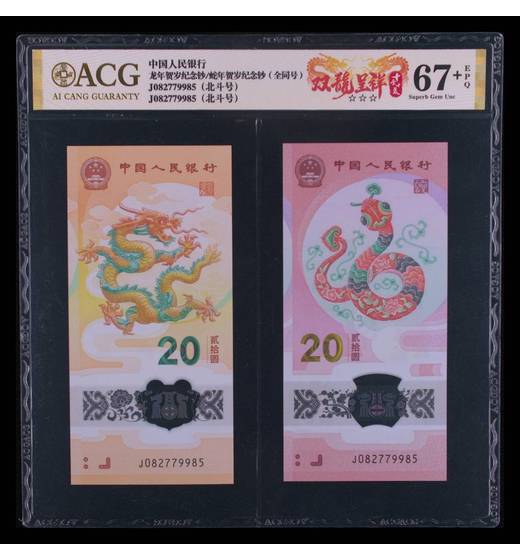 ACG
AI CANG GUARANTY
中国人民银行
龙年贺岁纪念钞/蛇年贺岁纪念钞（全同号）
J082779985（北斗号）
J082779985（北斗号）
双龍呈祥
☆☆☆
67+
EPQ
Superb Gem Unc
中国人民银行
20
贰拾圆
J082779985
中国人民银行
20
贰拾圆
J082779985